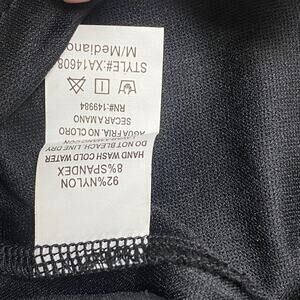 92%NYLON
8%SPANDEX
HAND WASH COLD WATER
DO NOT BLEACH. LINE DRY
AGUA FRIA. NO CLORO
SECAR A MANO
RN#:149984
STYLE#:XA14608
M/Mediano